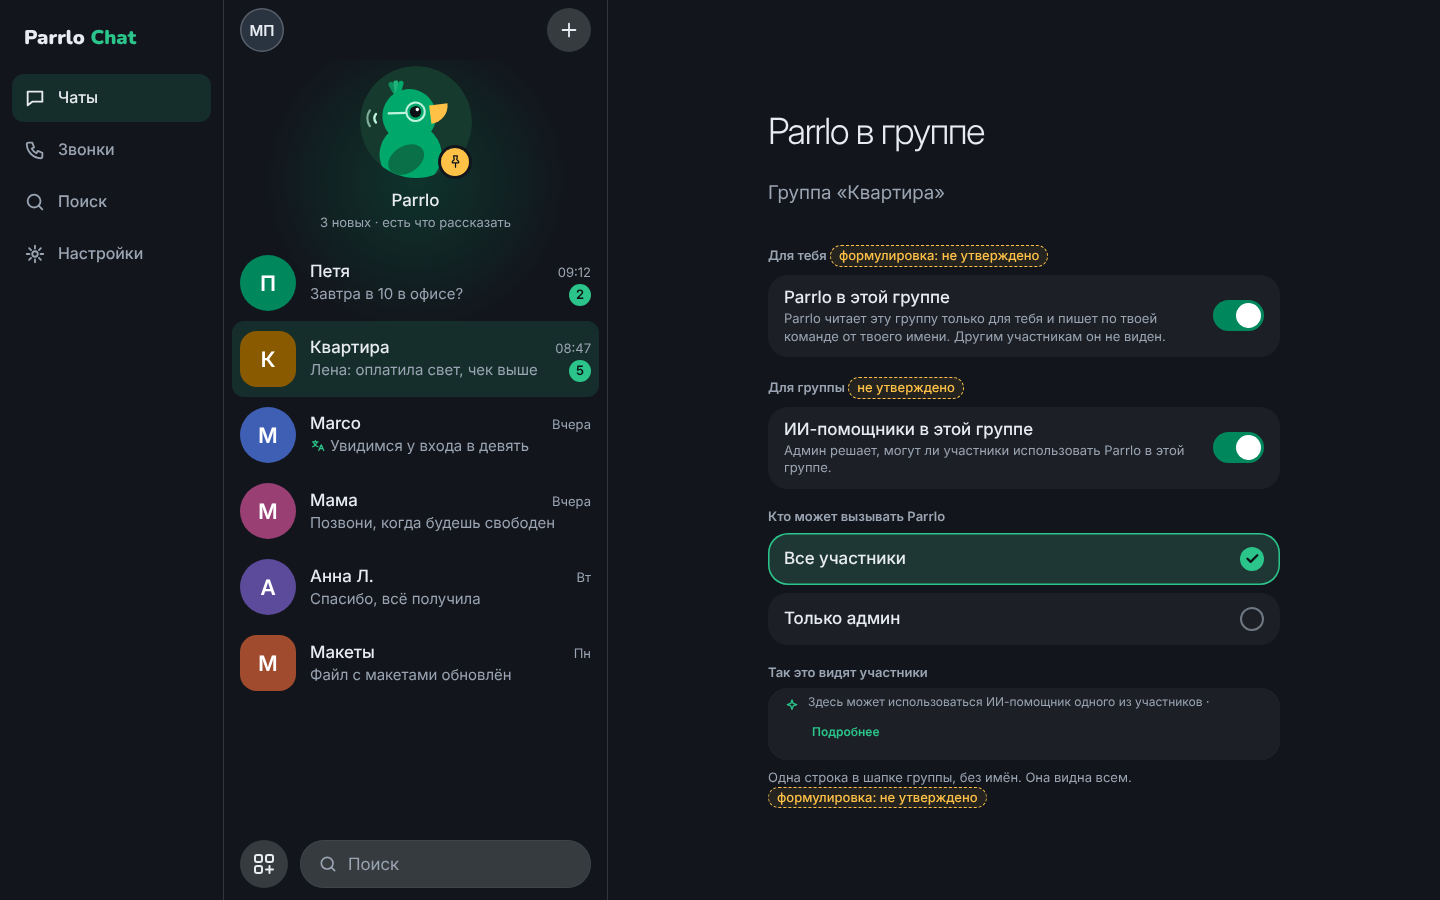 Parrlo Chat
Чаты
Звонки
Поиск
Настройки
МП
Parrlo
3 новых · есть что рассказать
П
Петя
09:12
Завтра в 10 в офисе?
2
К
Квартира
08:47
Лена: оплатила свет, чек выше
5
M
Marco
Вчера
Увидимся у входа в девять
М
Мама
Вчера
Позвони, когда будешь свободен
А
Анна Л.
Вт
Спасибо, всё получила
М
Макеты
Пн
Файл с макетами обновлён
Поиск
Parrlo в группе
Группа «Квартира»
Для тебя формулировка: не утверждено
Parrlo в этой группе
Parrlo читает эту группу только для тебя и пишет по твоей
команде от твоего имени. Другим участникам он не виден.
Для группы не утверждено
ИИ-помощники в этой группе
Админ решает, могут ли участники использовать Parrlo в этой
группе.
Кто может вызывать Parrlo
Все участники
Только админ
Так это видят участники
Здесь может использоваться ИИ-помощник одного из участников ·
Подробнее
Одна строка в шапке группы, без имён. Она видна всем.
формулировка: не утверждено